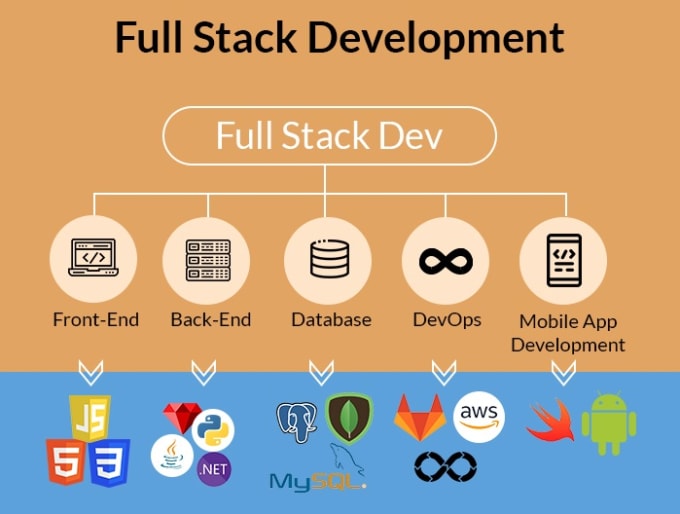 Full Stack Development
Full Stack Dev
</>
</>
Front-End
Back-End
Database
DevOps
Mobile App
Development
JS
5
3
.NET
MySQL.
aws